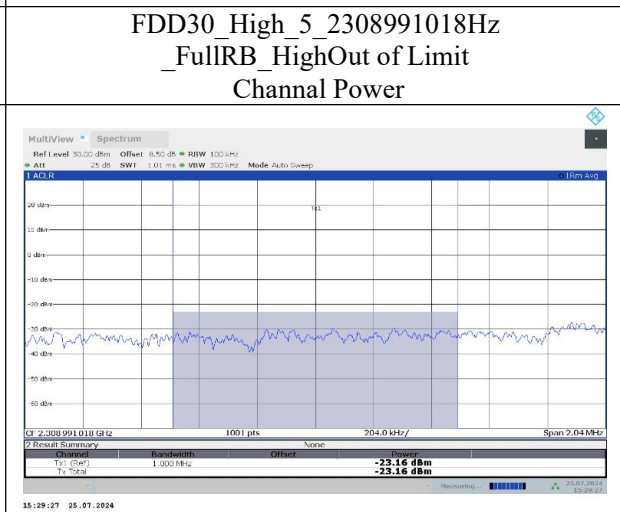 FDD30_High_5_2308991018Hz
_FullRB_HighOut of Limit
Channal Power
MultiView Spectrum
Ref Level 30.00 dBm Offset 8.50 dB RBW 100 kHz
Att 25 dB SWT 1.01 ms VBW 300 kHz Mode Auto Sweep
1 ACLR 1Rm Avg
Tx1
20 dBm
10 dBm
0 dBm
-10 dBm
-20 dBm
-30 dBm
-40 dBm
-50 dBm
-60 dBm
CF 2.308 991 018 GHz 1001 pts 204.0 kHz/ Span 2.04 MHz
2 Result Summary None
Channel Bandwidth Offset Power
Tx1 (Ref) 1.000 MHz -23.16 dBm
Tx Total -23.16 dBm
Measuring... 25.07.2024
15:29:27
15:29:27 25.07.2024